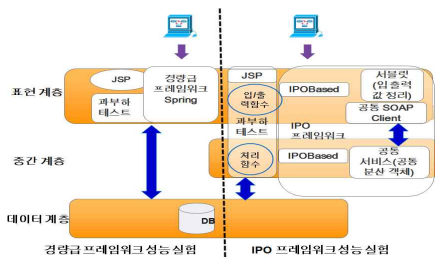 JSP
경량급
프레임워크
Spring
과부하
테스트
표현 계층
JSP
입/출
력함수
과부하
테스트
IPOBased
서블릿
(입출력
값 정리)
공통 SOAP
Client
IPO
프레임워크
중간 계층
처리
함수
IPOBased
공통
서비스(공통
분산 객체)
데이터 계층
DB
경량급 프레임워크 성능 실험
IPO 프레임워크 성능 실험